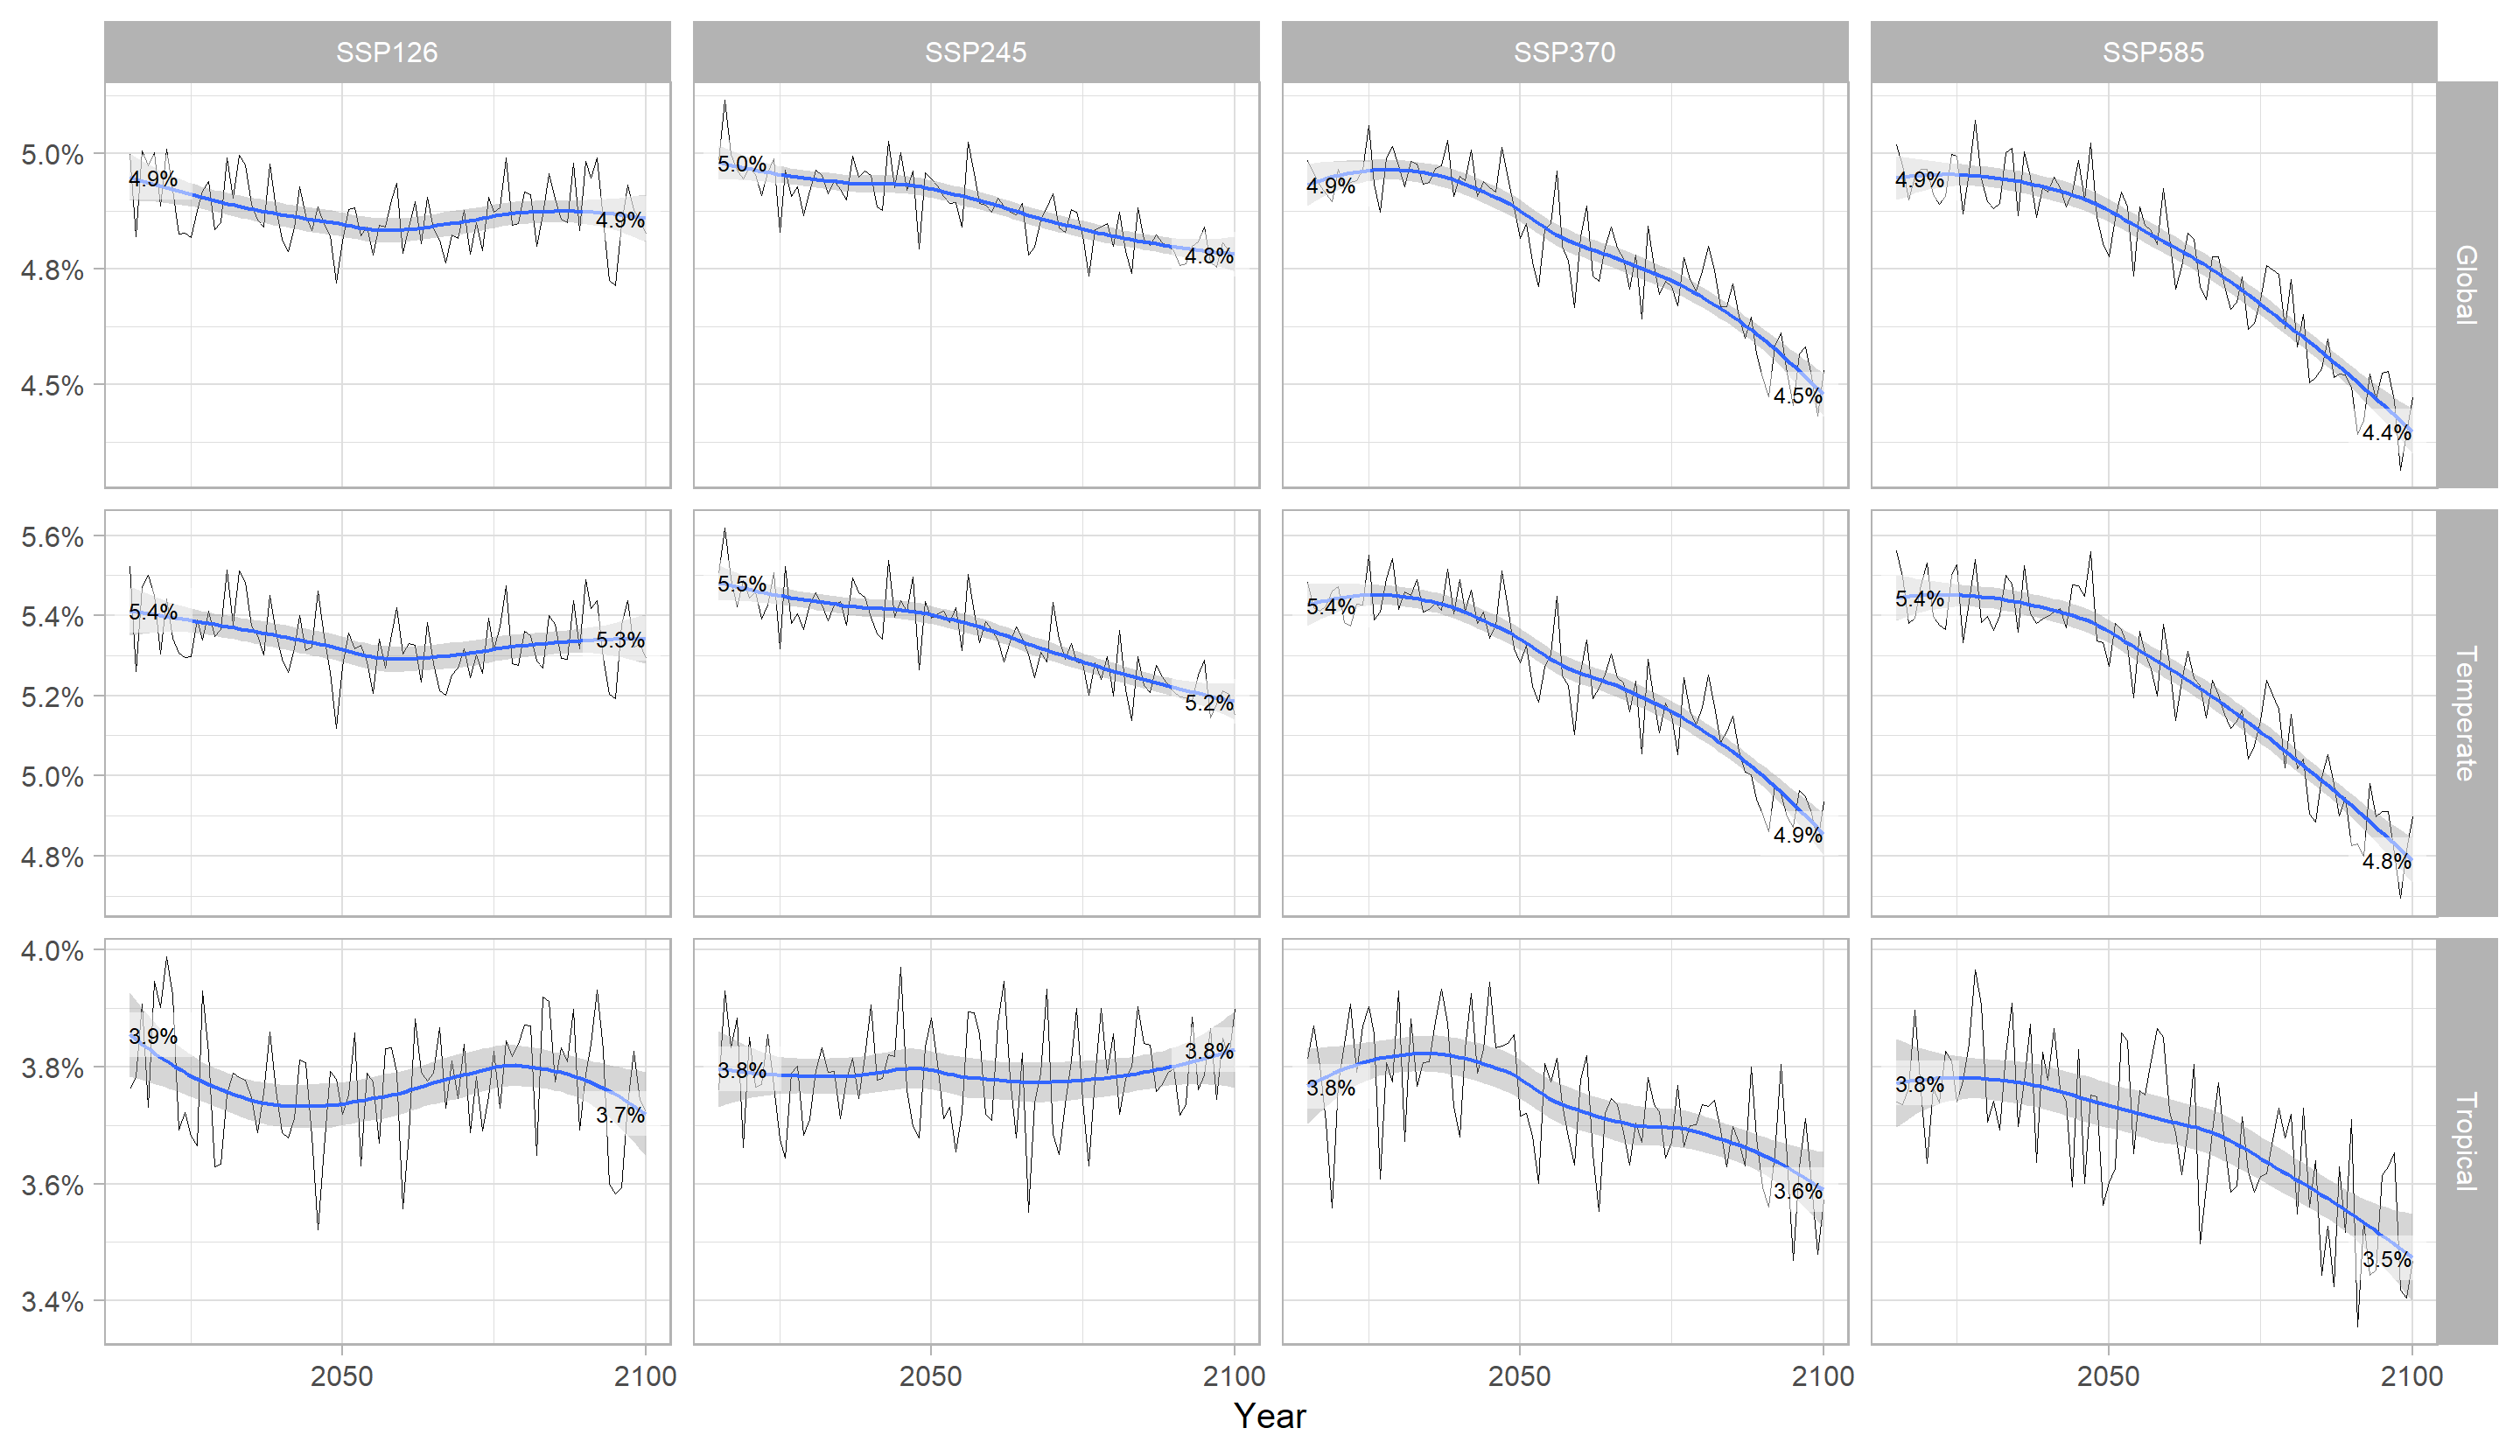 SSP126 SSP245 SSP370 SSP585
5.0%
4.8%
4.5%
4.9% 4.9% 5.0% 4.8% 4.9% 4.5% 4.9% 4.4%
Global
5.6%
5.4%
5.2%
5.0%
4.8%
5.4% 5.3% 5.5% 5.2% 5.4% 4.9% 5.4% 4.8%
Temperate
4.0%
3.8%
3.6%
3.4%
3.9% 3.7% 3.8% 3.8% 3.8% 3.6% 3.8% 3.5%
Tropical
2050 2100 2050 2100 2050 2100 2050 2100
Year